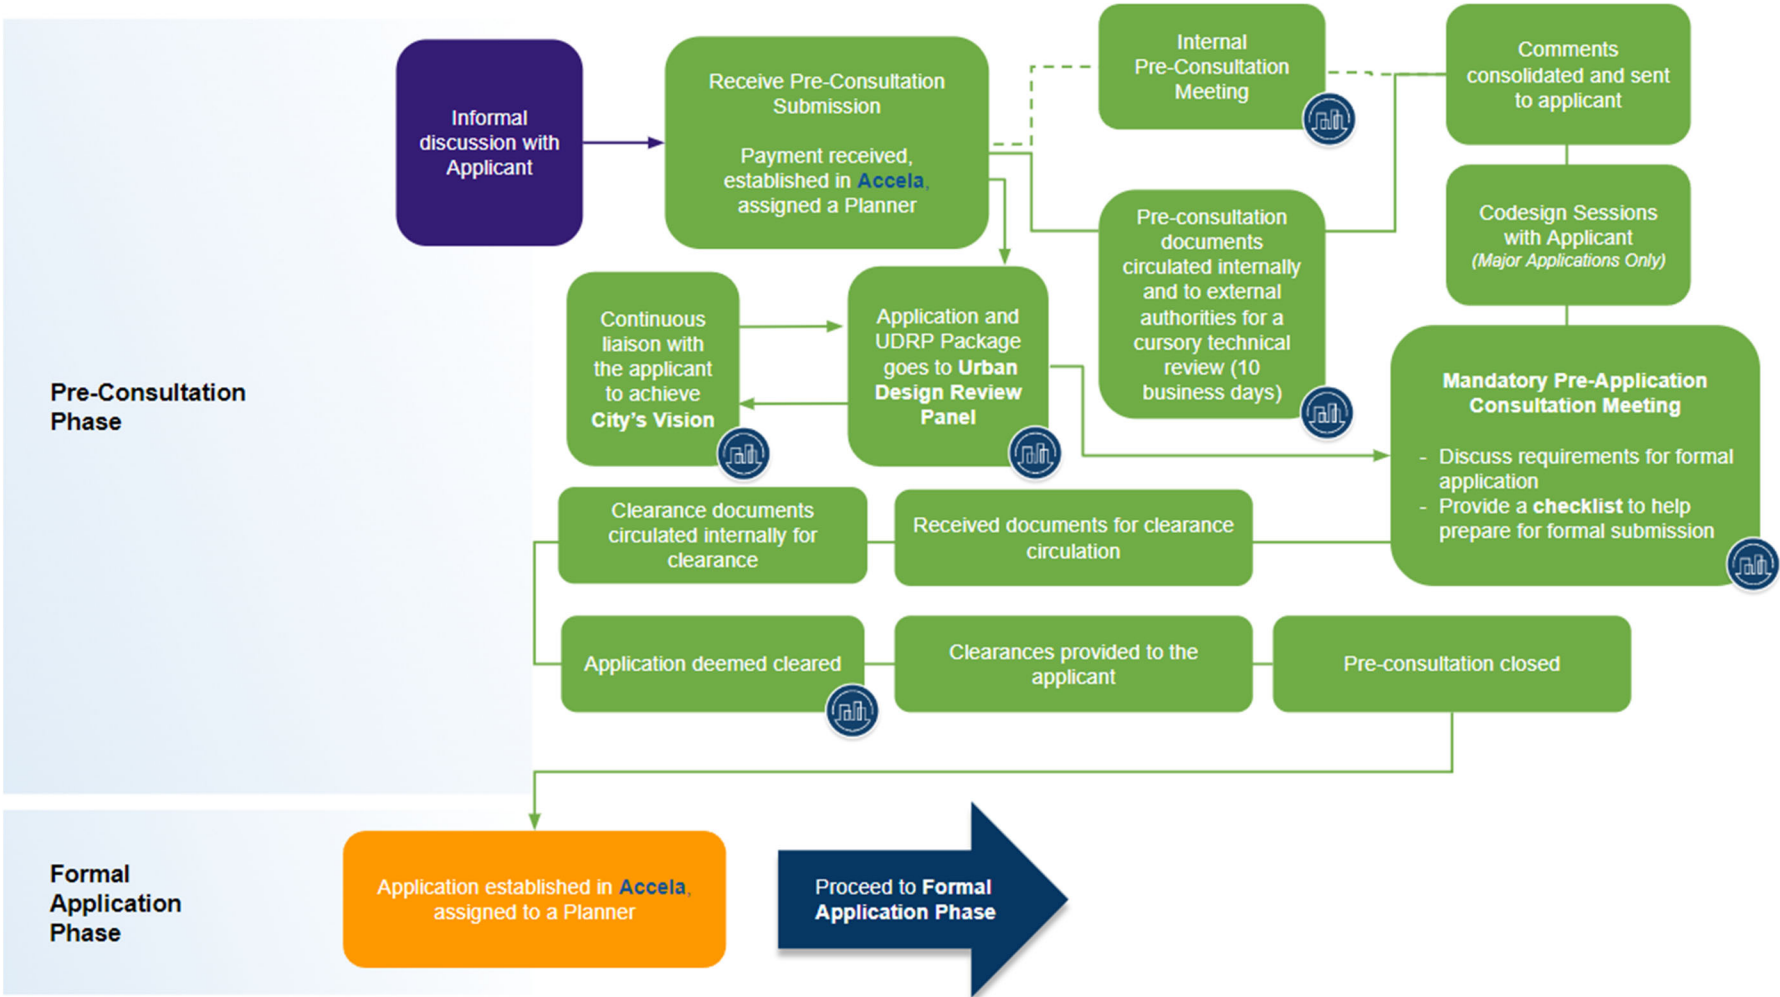 Pre-Consultation
Phase
Informal
discussion with
Applicant
Receive Pre-Consultation
Submission
Payment received,
established in Accela,
assigned a Planner
Internal
Pre-Consultation
Meeting
Comments
consolidated and sent
to applicant
Pre-consultation
documents
circulated internally
and to external
authorities for a
cursory technical
review (10
business days)
Codesign Sessions
with Applicant
(Major Applications Only)
Continuous
liaison with
the applicant
to achieve
City's Vision
Application and
UDRP Package
goes to Urban
Design Review
Panel
Mandatory Pre-Application
Consultation Meeting
- Discuss requirements for formal
application
- Provide a checklist to help
prepare for formal submission
Clearance documents
circulated internally for
clearance
Received documents for clearance
circulation
Application deemed cleared
Clearances provided to the
applicant
Pre-consultation closed
Formal
Application
Phase
Application established in Accela,
assigned to a Planner
Proceed to Formal
Application Phase